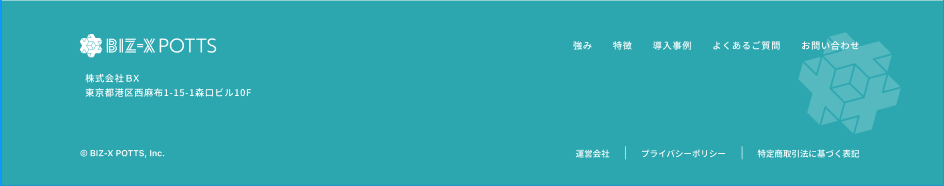 BIZ-X POTTS
強み 特徴 導入事例 よくあるご質問 お問い合わせ
株式会社BX
東京都港区西麻布1-15-1森口ビル10F
© BIZ-X POTTS, Inc.
運営会社 プライバシーポリシー 特定商取引法に基づく表記